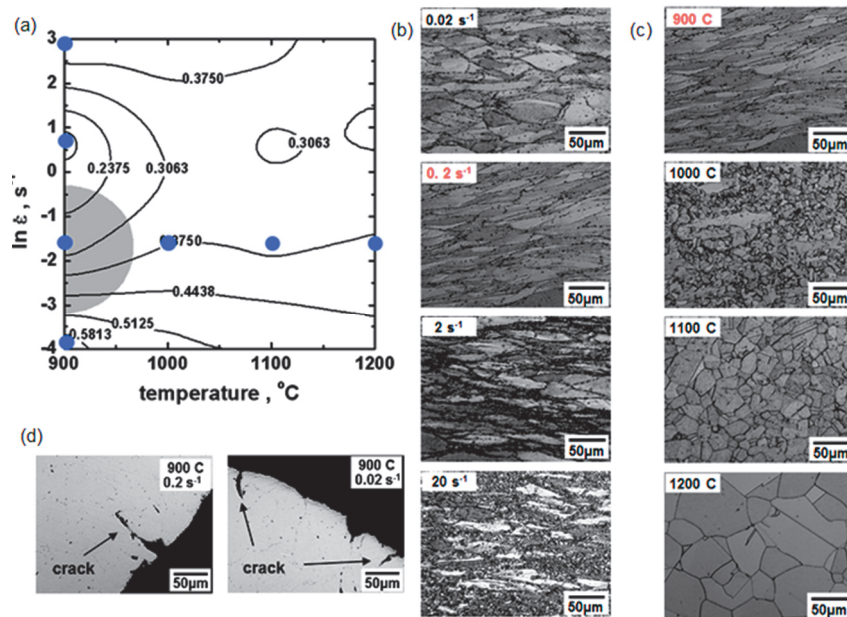 (a)
3
2
1
0
-1
-2
-3
-4
ln ε̇ , s⁻¹
0.3750
0.2375
0.3063
0.3063
0.3750
0.4438
0.5125
0.5813
900 1000 1100 1200
temperature , °C
(b)
0.02 s⁻¹
50µm
0. 2 s⁻¹
50µm
2 s⁻¹
50µm
20 s⁻¹
50µm
(c)
900 C
50µm
1000 C
50µm
1100 C
50µm
1200 C
50µm
(d)
900 C
0.2 s⁻¹
crack
50µm
900 C
0.02 s⁻¹
crack
50µm